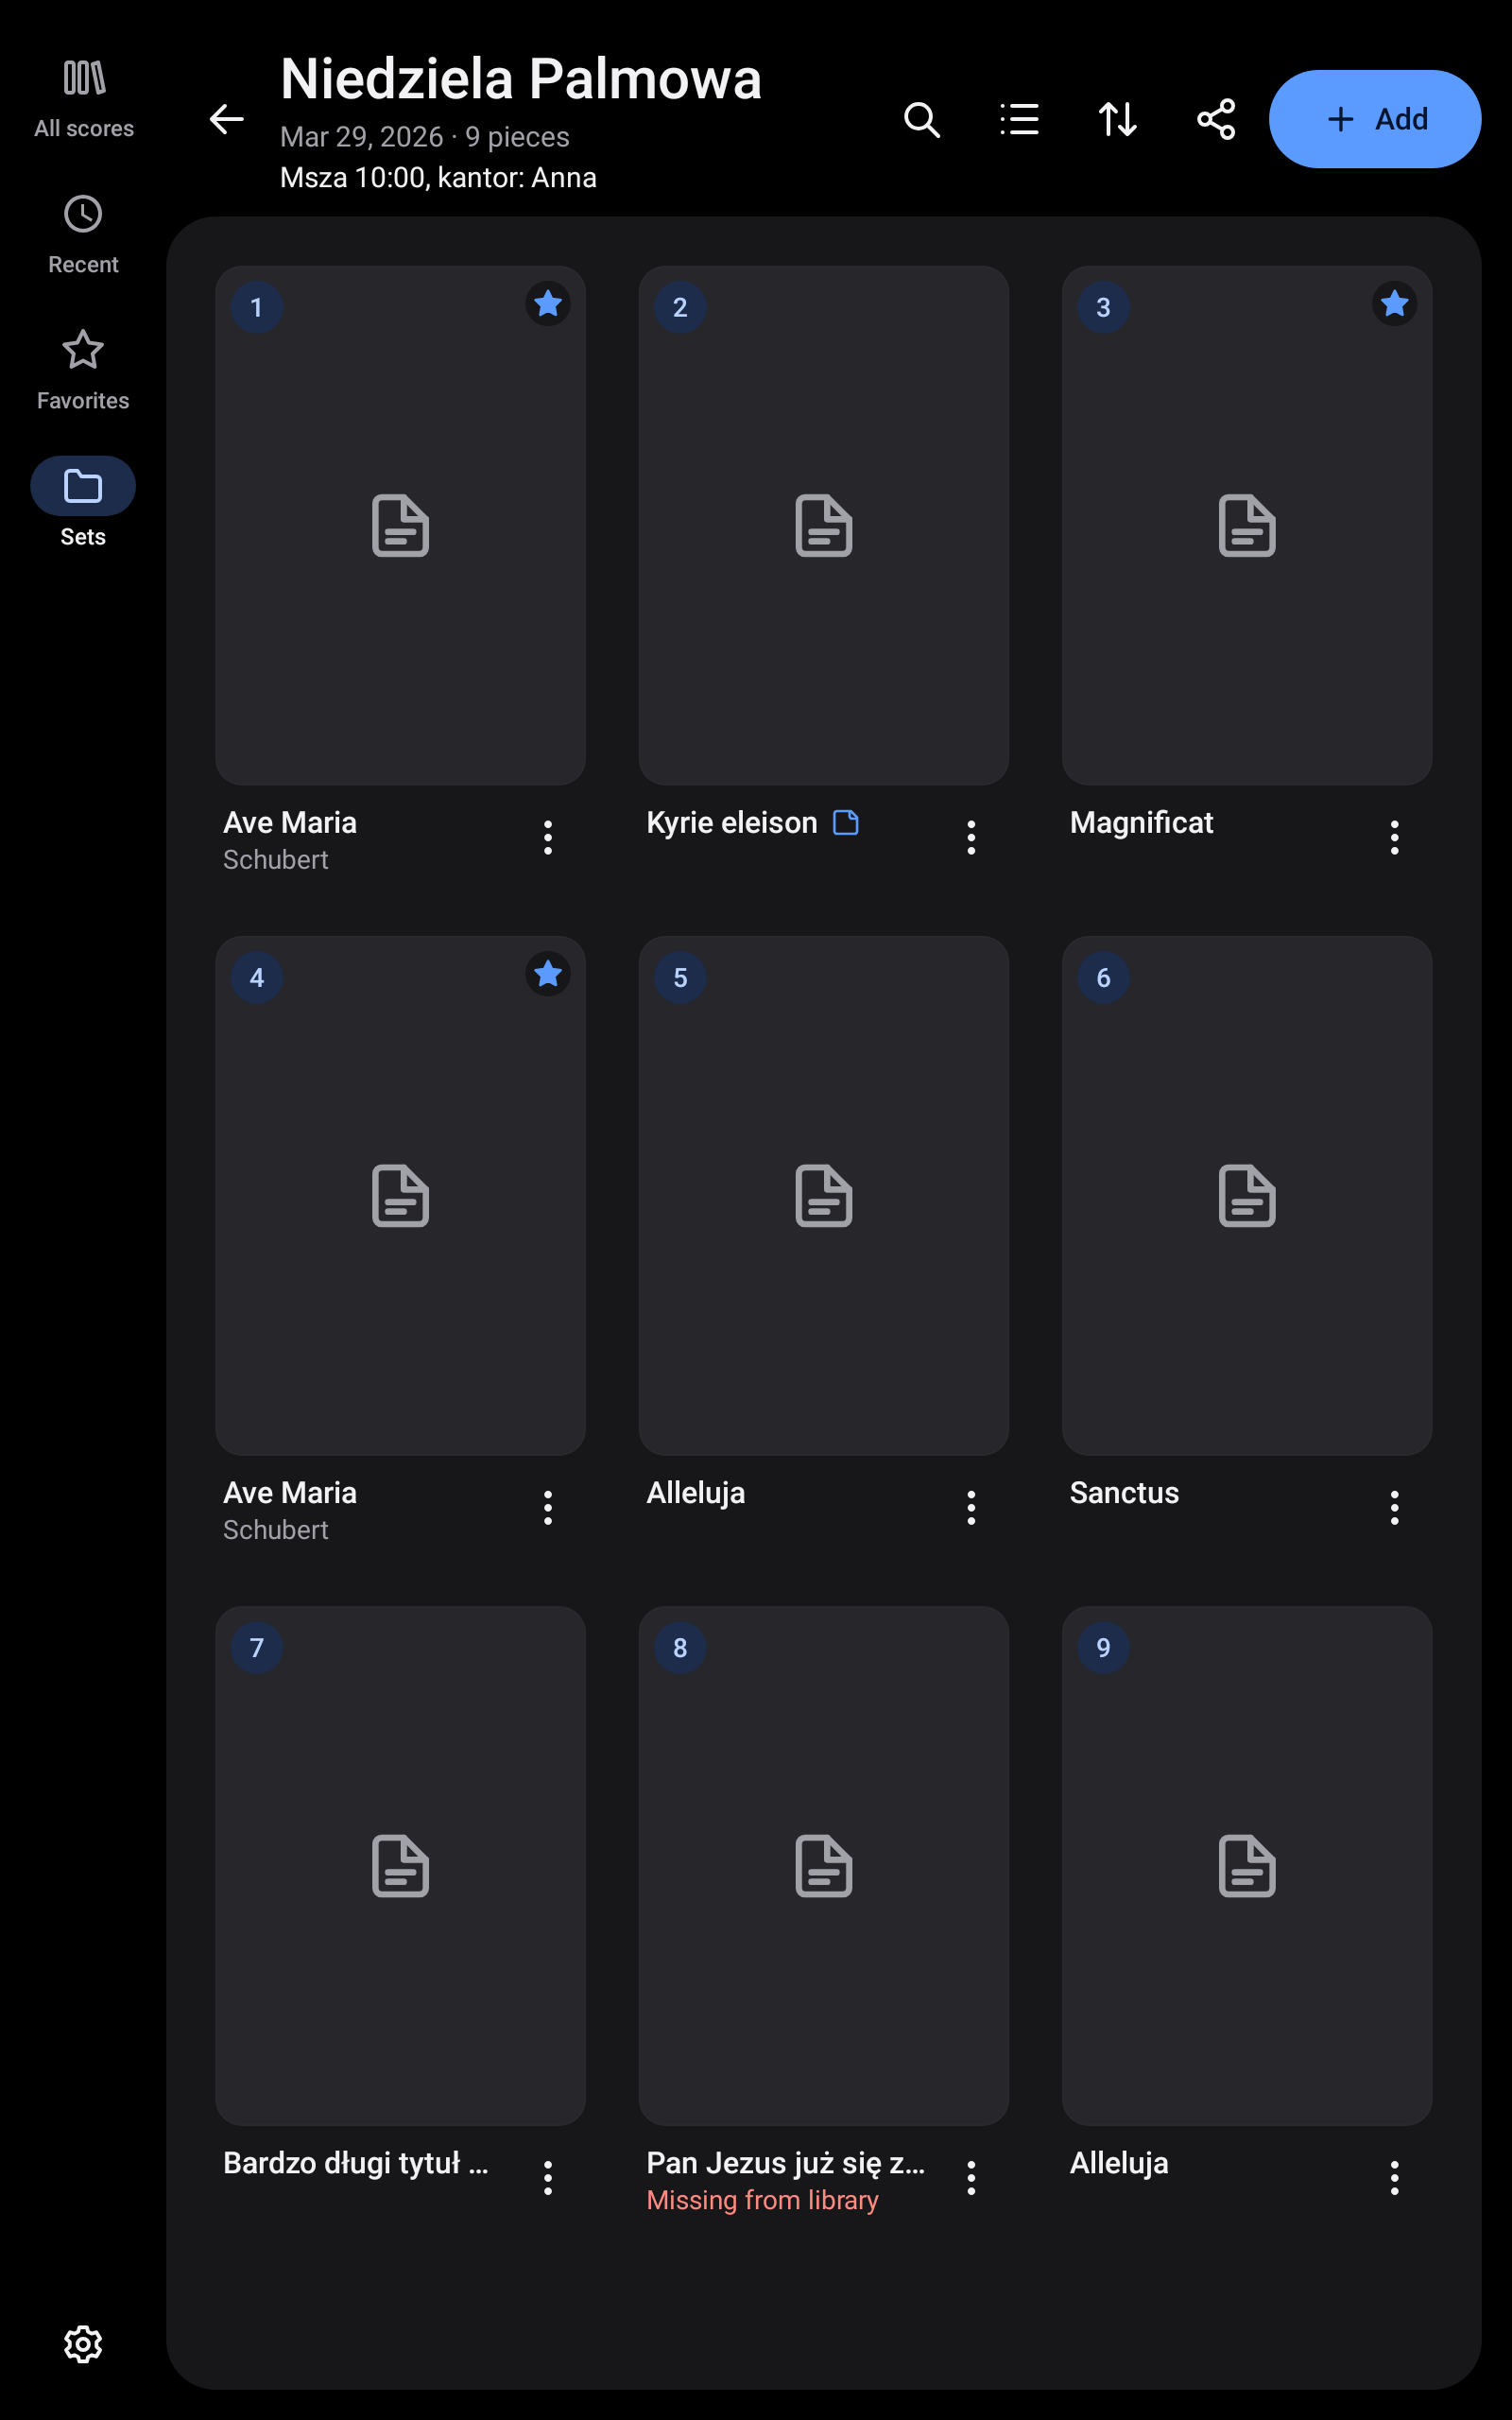 All scores
Recent
Favorites
Sets
Niedziela Palmowa
Mar 29, 2026 · 9 pieces
Msza 10:00, kantor: Anna
Add
1
2
3
Ave Maria
Schubert
Kyrie eleison
Magnificat
4
5
6
Ave Maria
Schubert
Alleluja
Sanctus
7
8
9
Bardzo długi tytuł ...
Pan Jezus już się z...
Missing from library
Alleluja